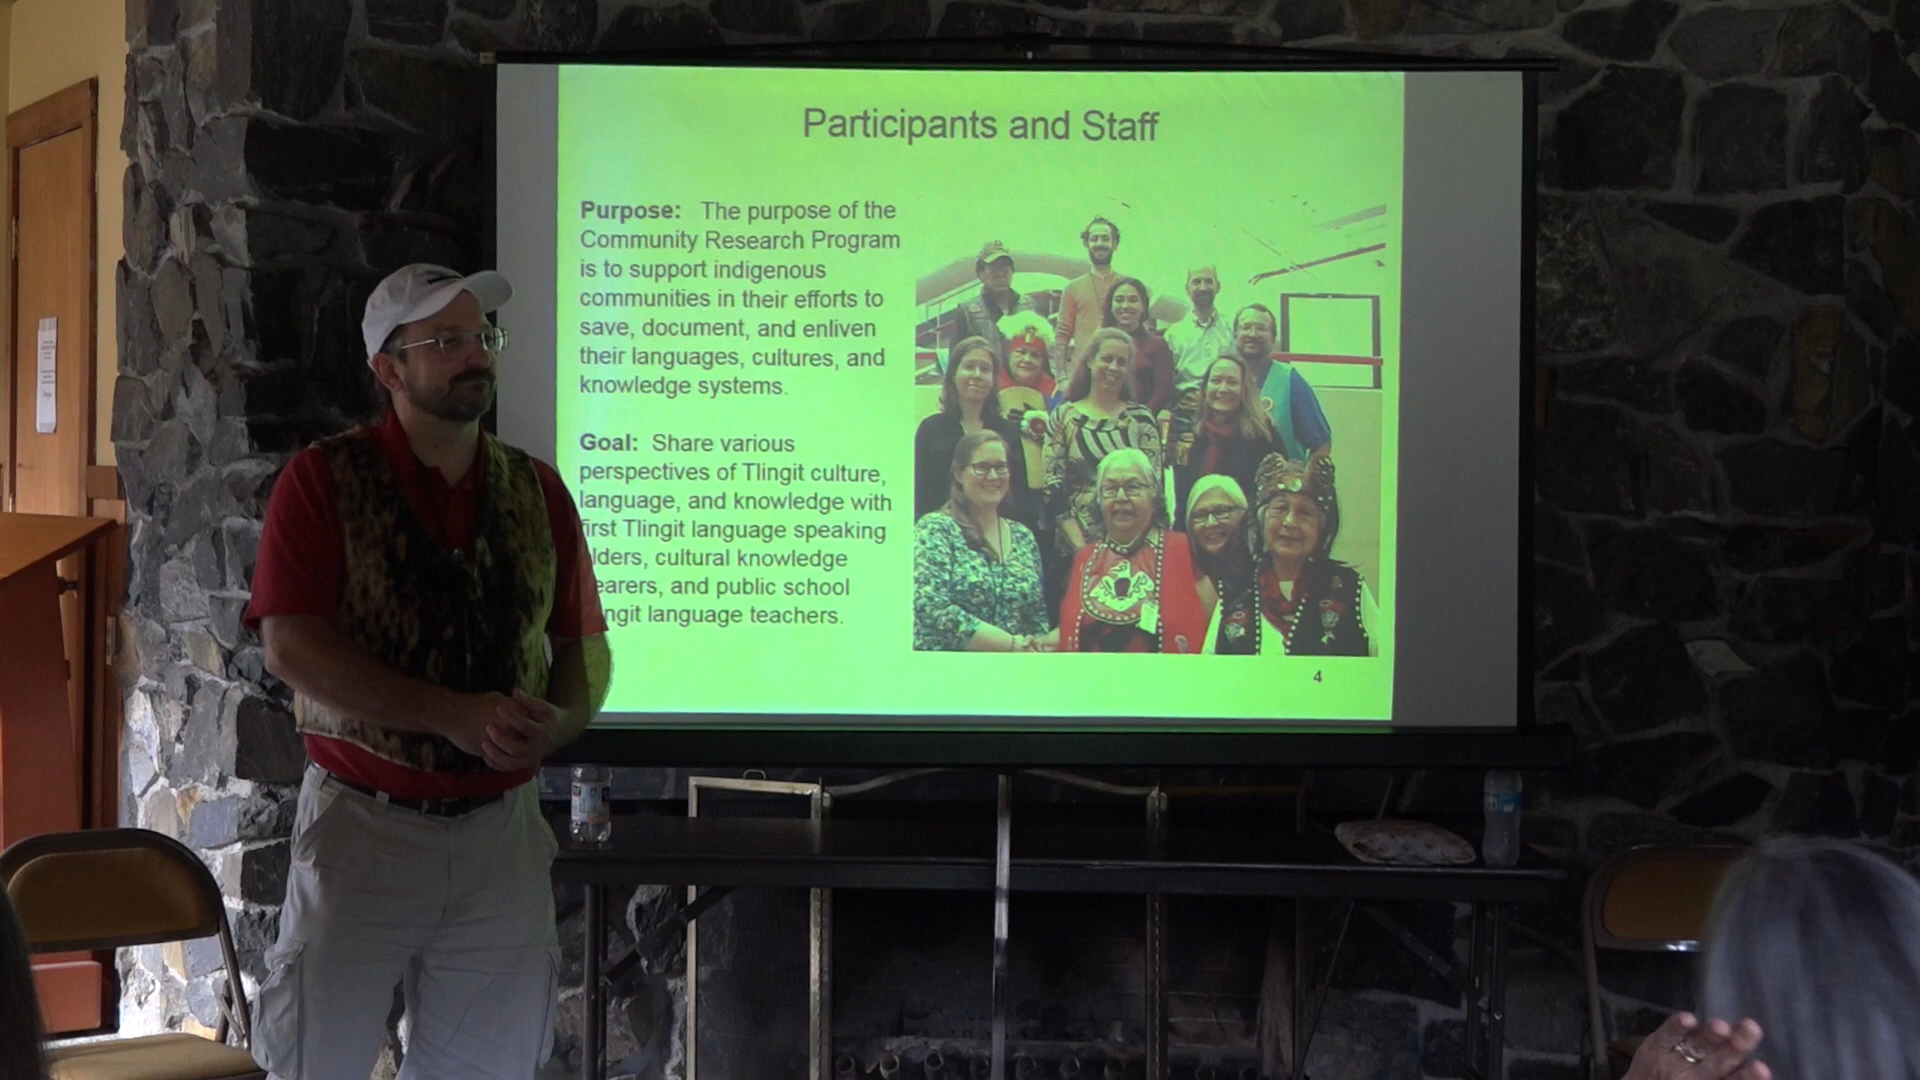 Participants and Staff
Purpose: The purpose of the
Community Research Program
is to support indigenous
communities in their efforts to
save, document, and enliven
their languages, cultures, and
knowledge systems.
Goal: Share various
perspectives of Tlingit culture,
language, and knowledge with
first Tlingit language speaking
lders, cultural knowledge
earers, and public school
ngit language teachers.
4